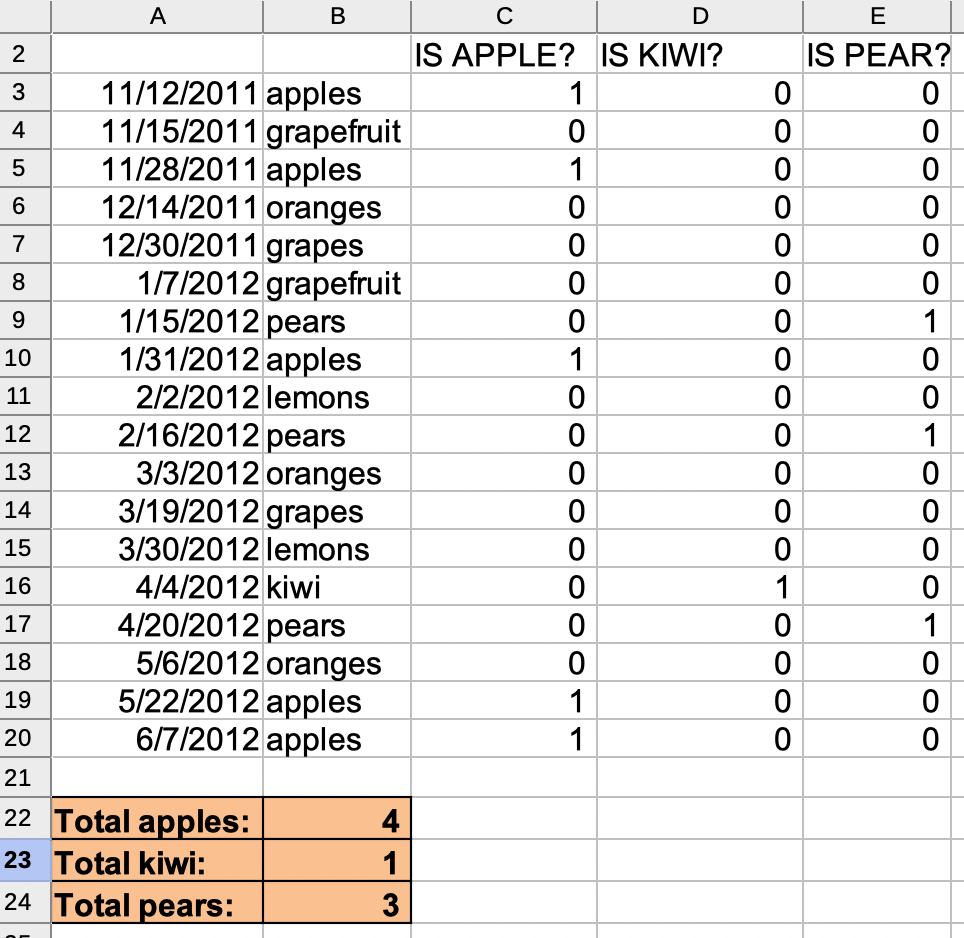 A B C D E
2 IS APPLE? IS KIWI? IS PEAR?
3 11/12/2011 apples 1 0 0
4 11/15/2011 grapefruit 0 0 0
5 11/28/2011 apples 1 0 0
6 12/14/2011 oranges 0 0 0
7 12/30/2011 grapes 0 0 0
8 1/7/2012 grapefruit 0 0 0
9 1/15/2012 pears 0 0 1
10 1/31/2012 apples 1 0 0
11 2/2/2012 lemons 0 0 0
12 2/16/2012 pears 0 0 1
13 3/3/2012 oranges 0 0 0
14 3/19/2012 grapes 0 0 0
15 3/30/2012 lemons 0 0 0
16 4/4/2012 kiwi 0 1 0
17 4/20/2012 pears 0 0 1
18 5/6/2012 oranges 0 0 0
19 5/22/2012 apples 1 0 0
20 6/7/2012 apples 1 0 0
21
22 Total apples: 4
23 Total kiwi: 1
24 Total pears: 3